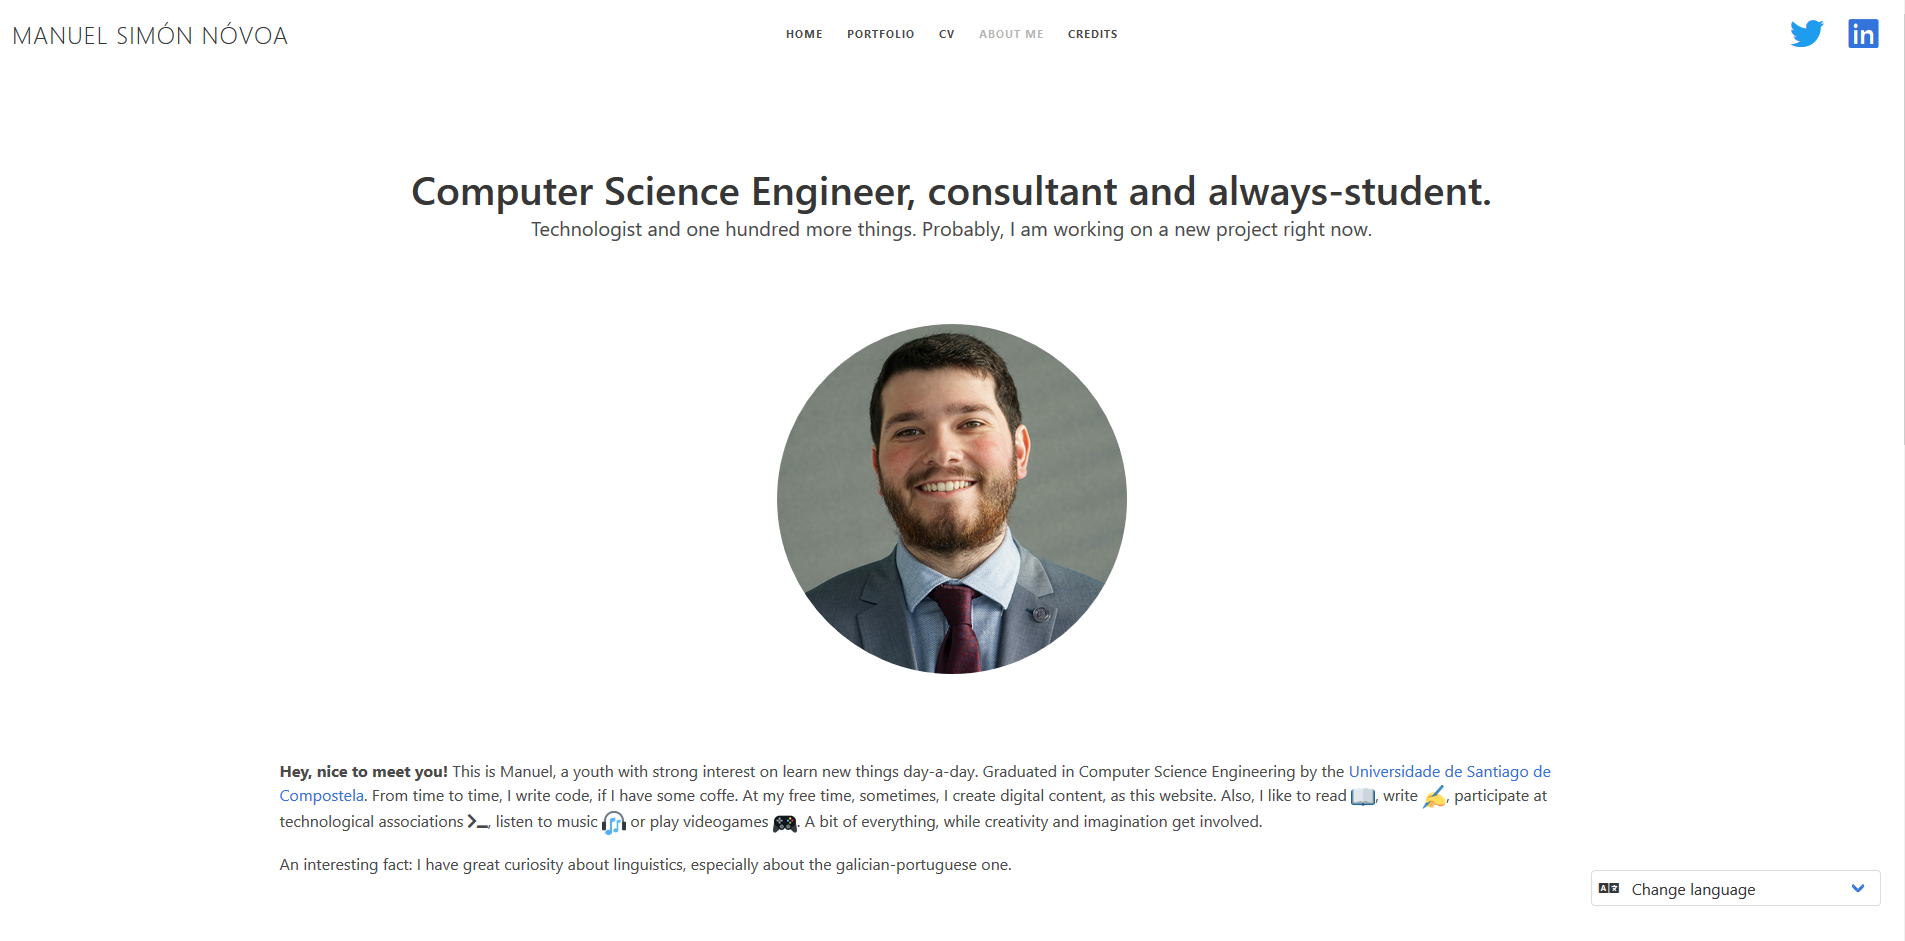 MANUEL SIMÓN NÓVOA
HOME PORTFOLIO CV ABOUT ME CREDITS
in
Computer Science Engineer, consultant and always-student.
Technologist and one hundred more things. Probably, I am working on a new project right now.
Hey, nice to meet you! This is Manuel, a youth with strong interest on learn new things day-a-day. Graduated in Computer Science Engineering by the Universidade de Santiago de
Compostela. From time to time, I write code, if I have some coffe. At my free time, sometimes, I create digital content, as this website. Also, I like to read 📖, write ✍, participate at
technological associations >_, listen to music 🎧 or play videogames 🎮. A bit of everything, while creativity and imagination get involved.
An interesting fact: I have great curiosity about linguistics, especially about the galician-portuguese one.
Change language